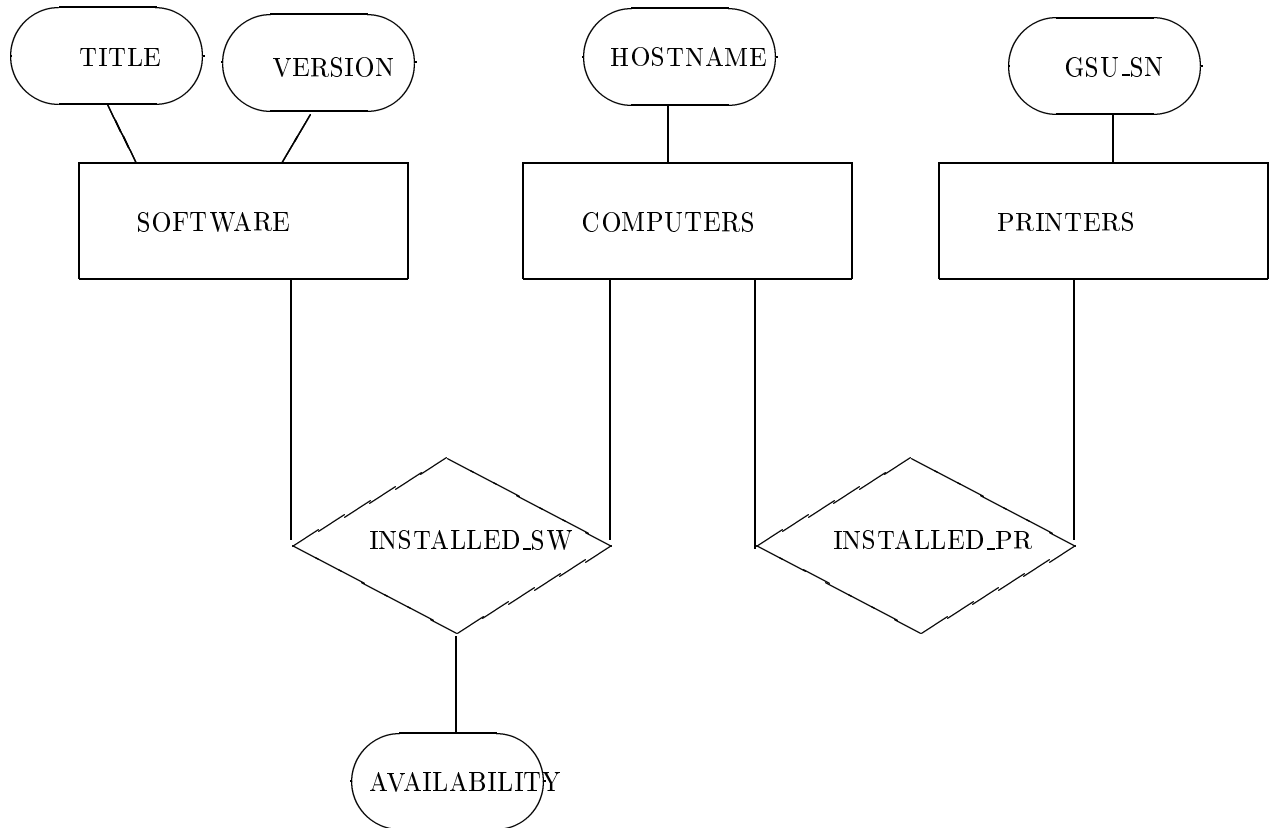 TITLE
VERSION
HOSTNAME
GSU_SN
SOFTWARE
COMPUTERS
PRINTERS
INSTALLED_SW
INSTALLED_PR
AVAILABILITY